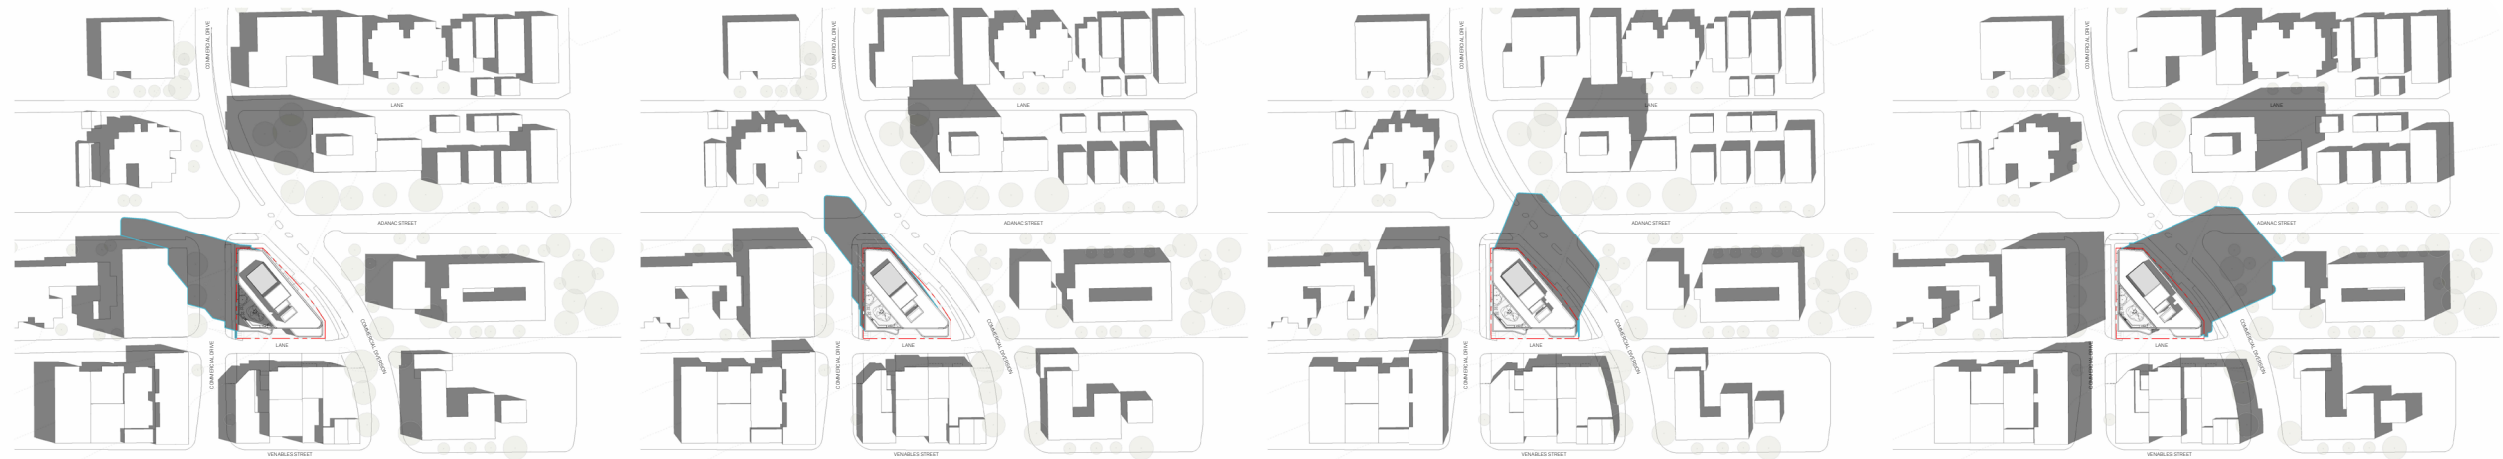 COMMERCIAL DRIVE
LANE
ADANAC STREET
LANE
COMMERCIAL DRIVE
COMMERCIAL DIVERSION
VENABLES STREET
COMMERCIAL DRIVE
LANE
ADANAC STREET
LANE
COMMERCIAL DRIVE
COMMERCIAL DIVERSION
VENABLES STREET
COMMERCIAL DRIVE
LANE
ADANAC STREET
LANE
COMMERCIAL DRIVE
COMMERCIAL DIVERSION
VENABLES STREET
COMMERCIAL DRIVE
LANE
ADANAC STREET
LANE
COMMERCIAL DRIVE
COMMERCIAL DIVERSION
VENABLES STREET